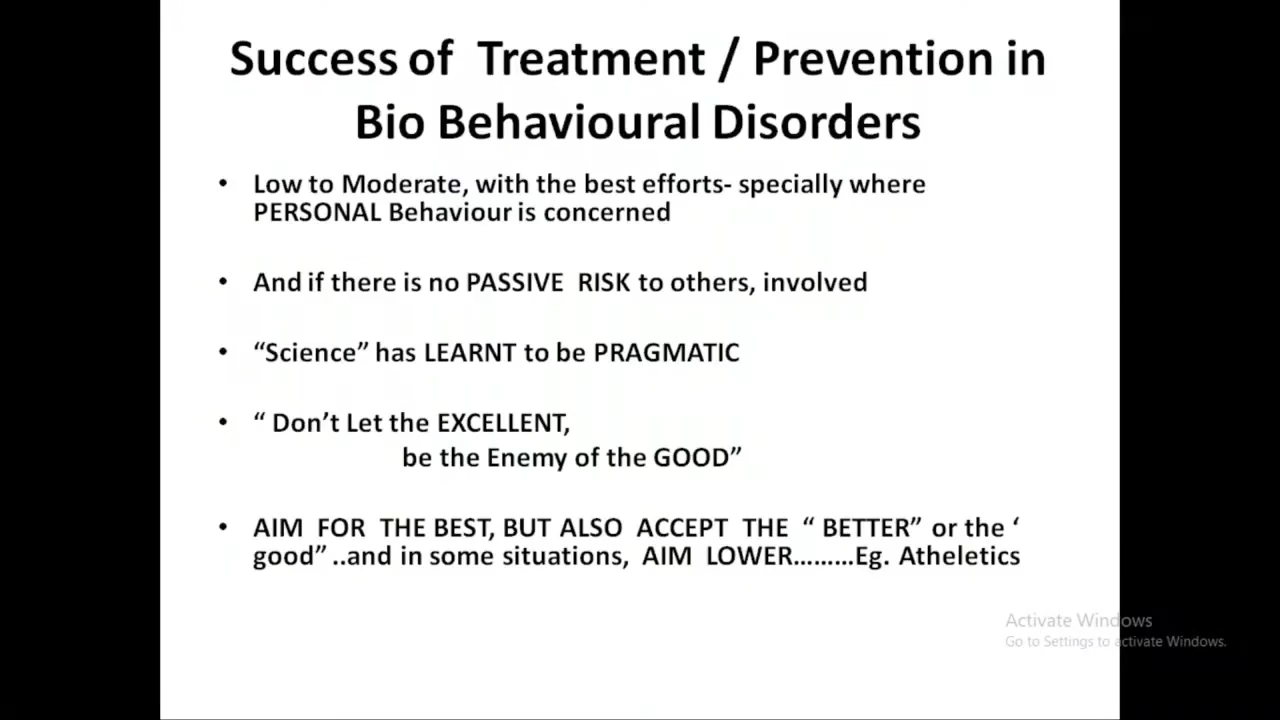 Success of  Treatment / Prevention in
Bio Behavioural Disorders
• Low to Moderate, with the best efforts- specially where
PERSONAL Behaviour is concerned
• And if there is no PASSIVE  RISK to others, involved
• “Science” has LEARNT to be PRAGMATIC
• “ Don’t Let the EXCELLENT,
be the Enemy of the GOOD”
• AIM  FOR  THE BEST, BUT ALSO  ACCEPT  THE  “ BETTER” or the ‘
good” ..and in some situations,  AIM  LOWER………Eg. Atheletics
Activate Windows
Go to Settings to activate Windows.